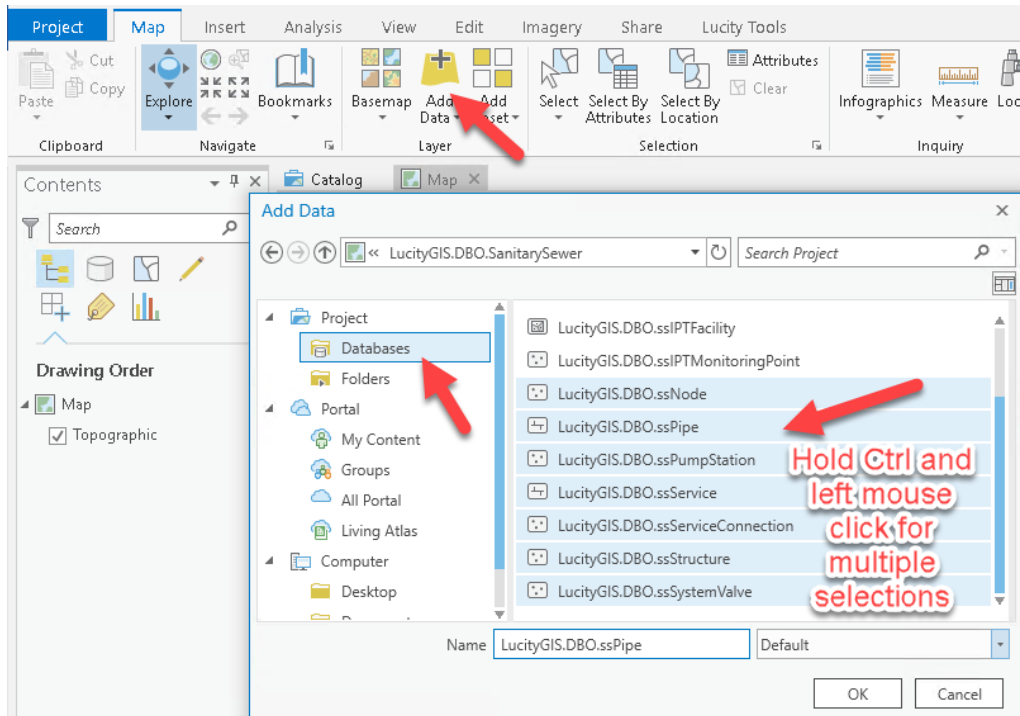 Project Map Insert Analysis View Edit Imagery Share Lucity Tools
Cut
Copy
Paste
Explore
Bookmarks
Basemap
Add
Data
Add
set
Select
Select By
Attributes
Select By
Location
Attributes
Clear
Infographics
Measure
Loc
Clipboard
Navigate
Layer
Selection
Inquiry
Contents
Catalog
Map
Search
Drawing Order
Map
Topographic
Add Data
« LucityGIS.DBO.SanitarySewer
Search Project
Project
Databases
Folders
Portal
My Content
Groups
All Portal
Living Atlas
Computer
Desktop
LucityGIS.DBO.ssIPTFacility
LucityGIS.DBO.ssIPTMonitoringPoint
LucityGIS.DBO.ssNode
LucityGIS.DBO.ssPipe
LucityGIS.DBO.ssPumpStation
LucityGIS.DBO.ssService
LucityGIS.DBO.ssServiceConnection
LucityGIS.DBO.ssStructure
LucityGIS.DBO.ssSystemValve
Hold Ctrl and
left mouse
click for
multiple
selections
Name LucityGIS.DBO.ssPipe
Default
OK
Cancel